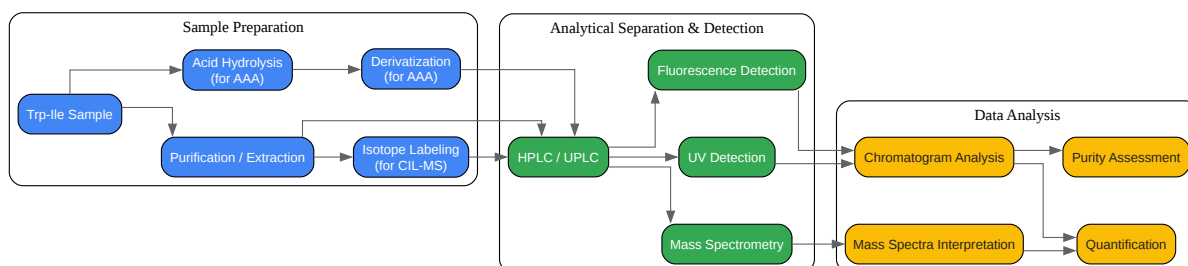 Sample Preparation
Trp-Ile Sample
Acid Hydrolysis
(for AAA)
Derivatization
(for AAA)
Purification / Extraction
Isotope Labeling
(for CIL-MS)
Analytical Separation & Detection
HPLC / UPLC
Fluorescence Detection
UV Detection
Mass Spectrometry
Data Analysis
Chromatogram Analysis
Purity Assessment
Mass Spectra Interpretation
Quantification